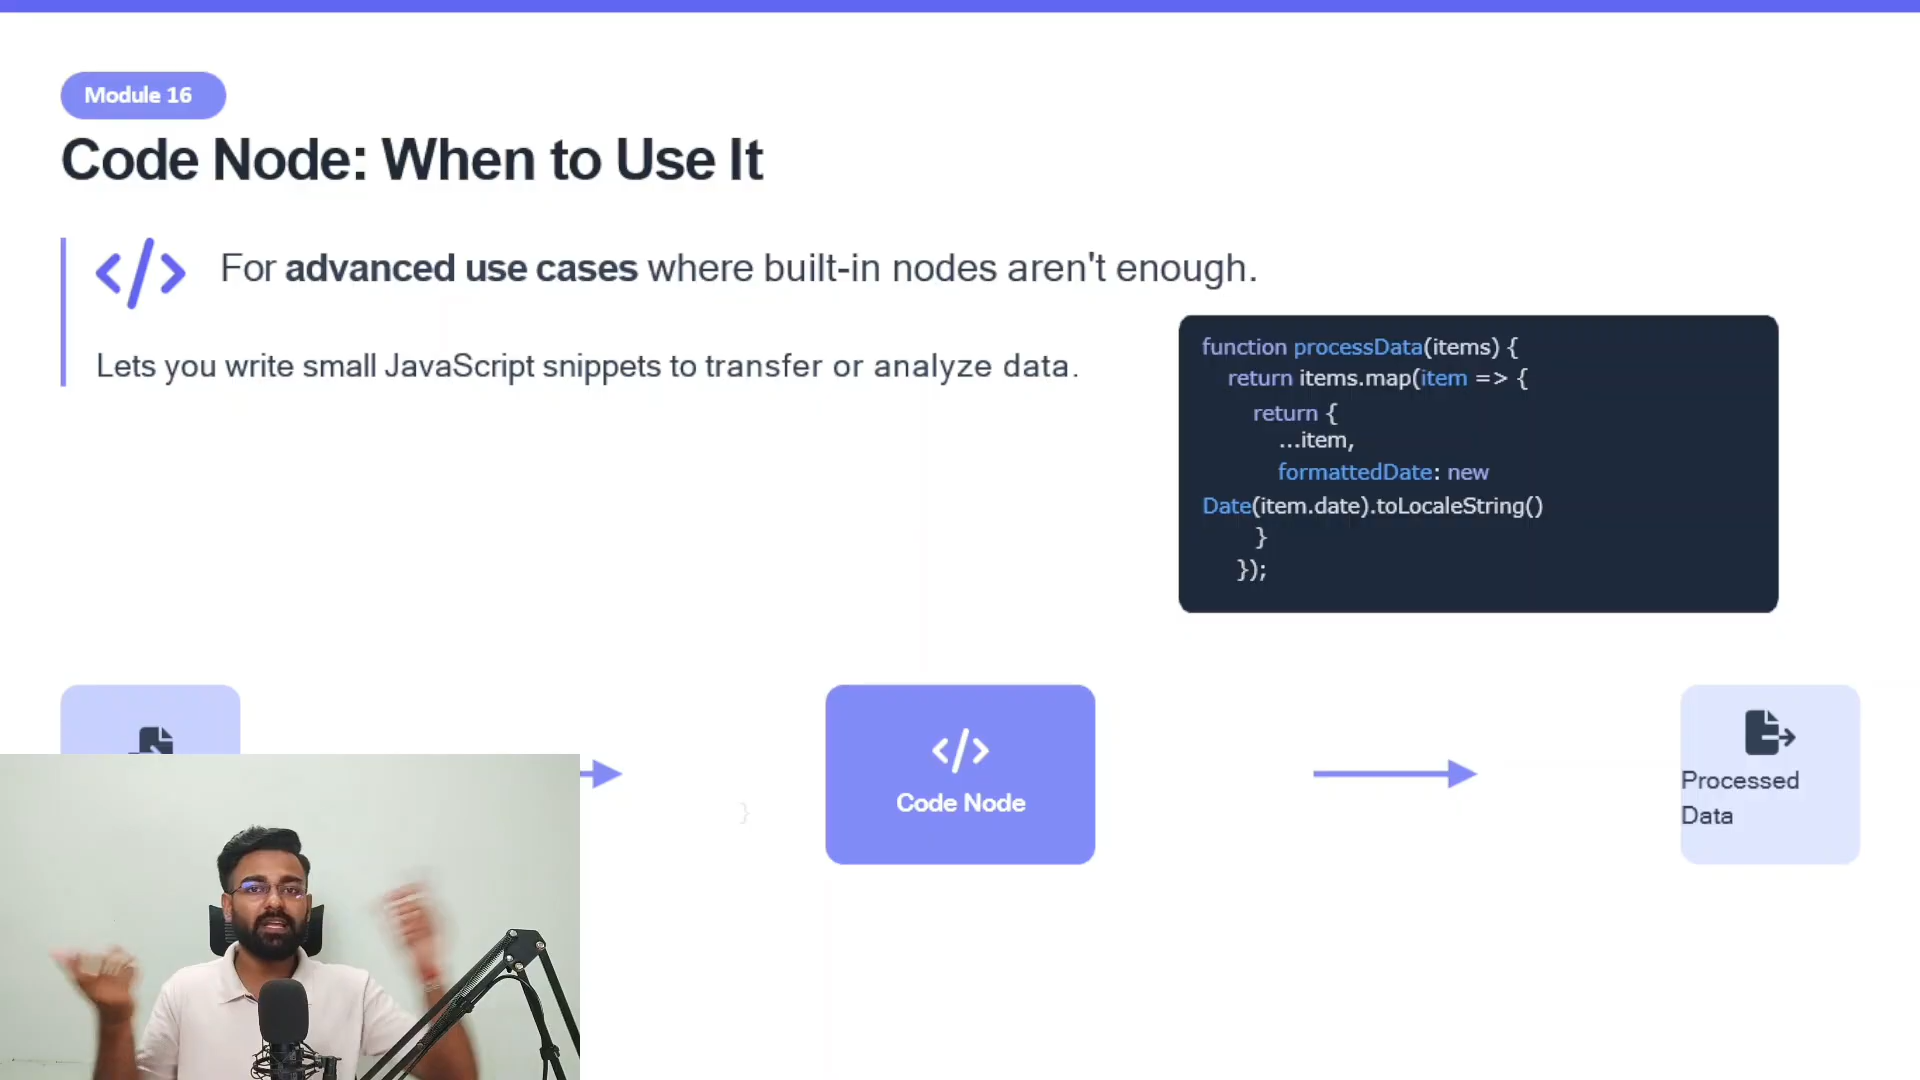 Module 16
Code Node: When to Use It
</> For advanced use cases where built-in nodes aren't enough.
Lets you write small JavaScript snippets to transfer or analyze data.
function processData(items) {
return items.map(item => {
return {
...item,
formattedDate: new
Date(item.date).toLocaleString()
}
});
}
</>
Code Node
Processed
Data